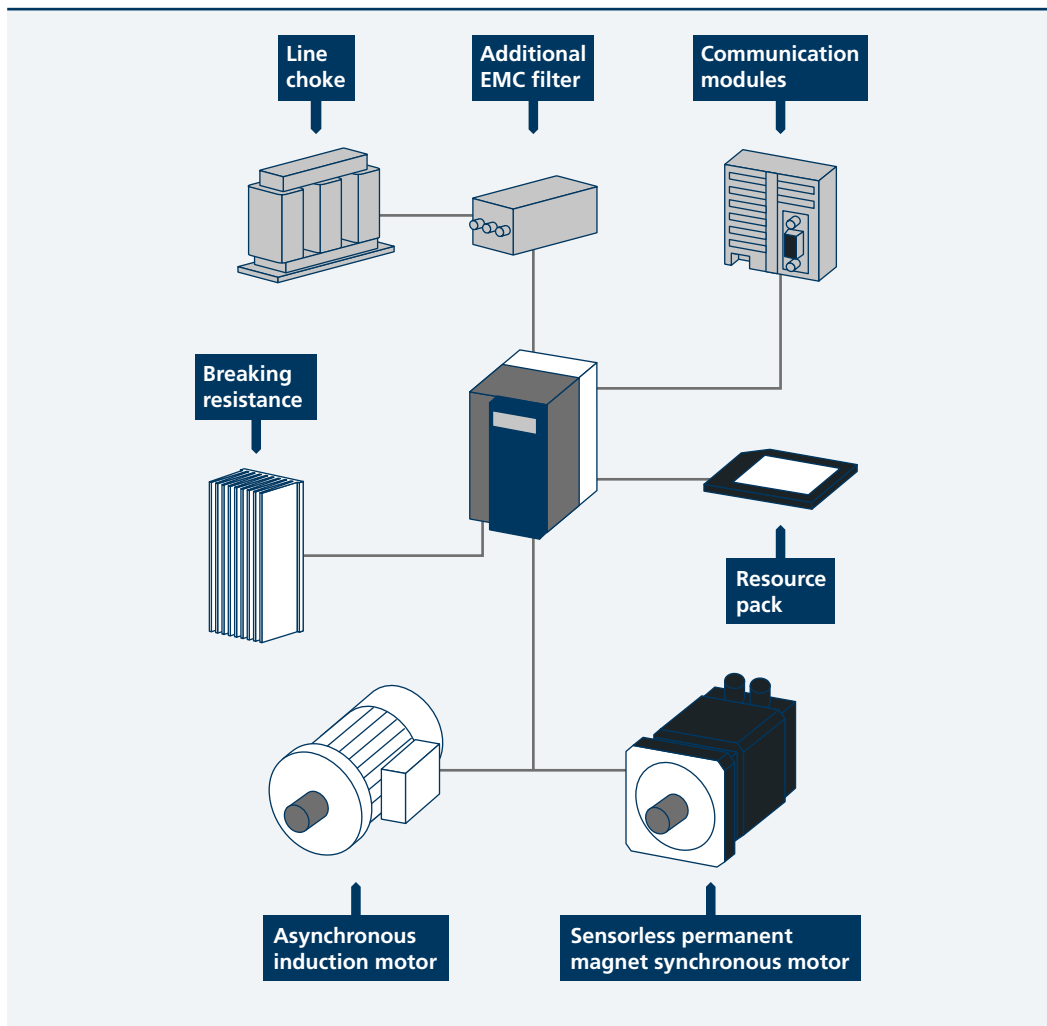 Line
choke
Additional
EMC filter
Communication
modules
Breaking
resistance
Resource
pack
Asynchronous
induction motor
Sensorless permanent
magnet synchronous motor